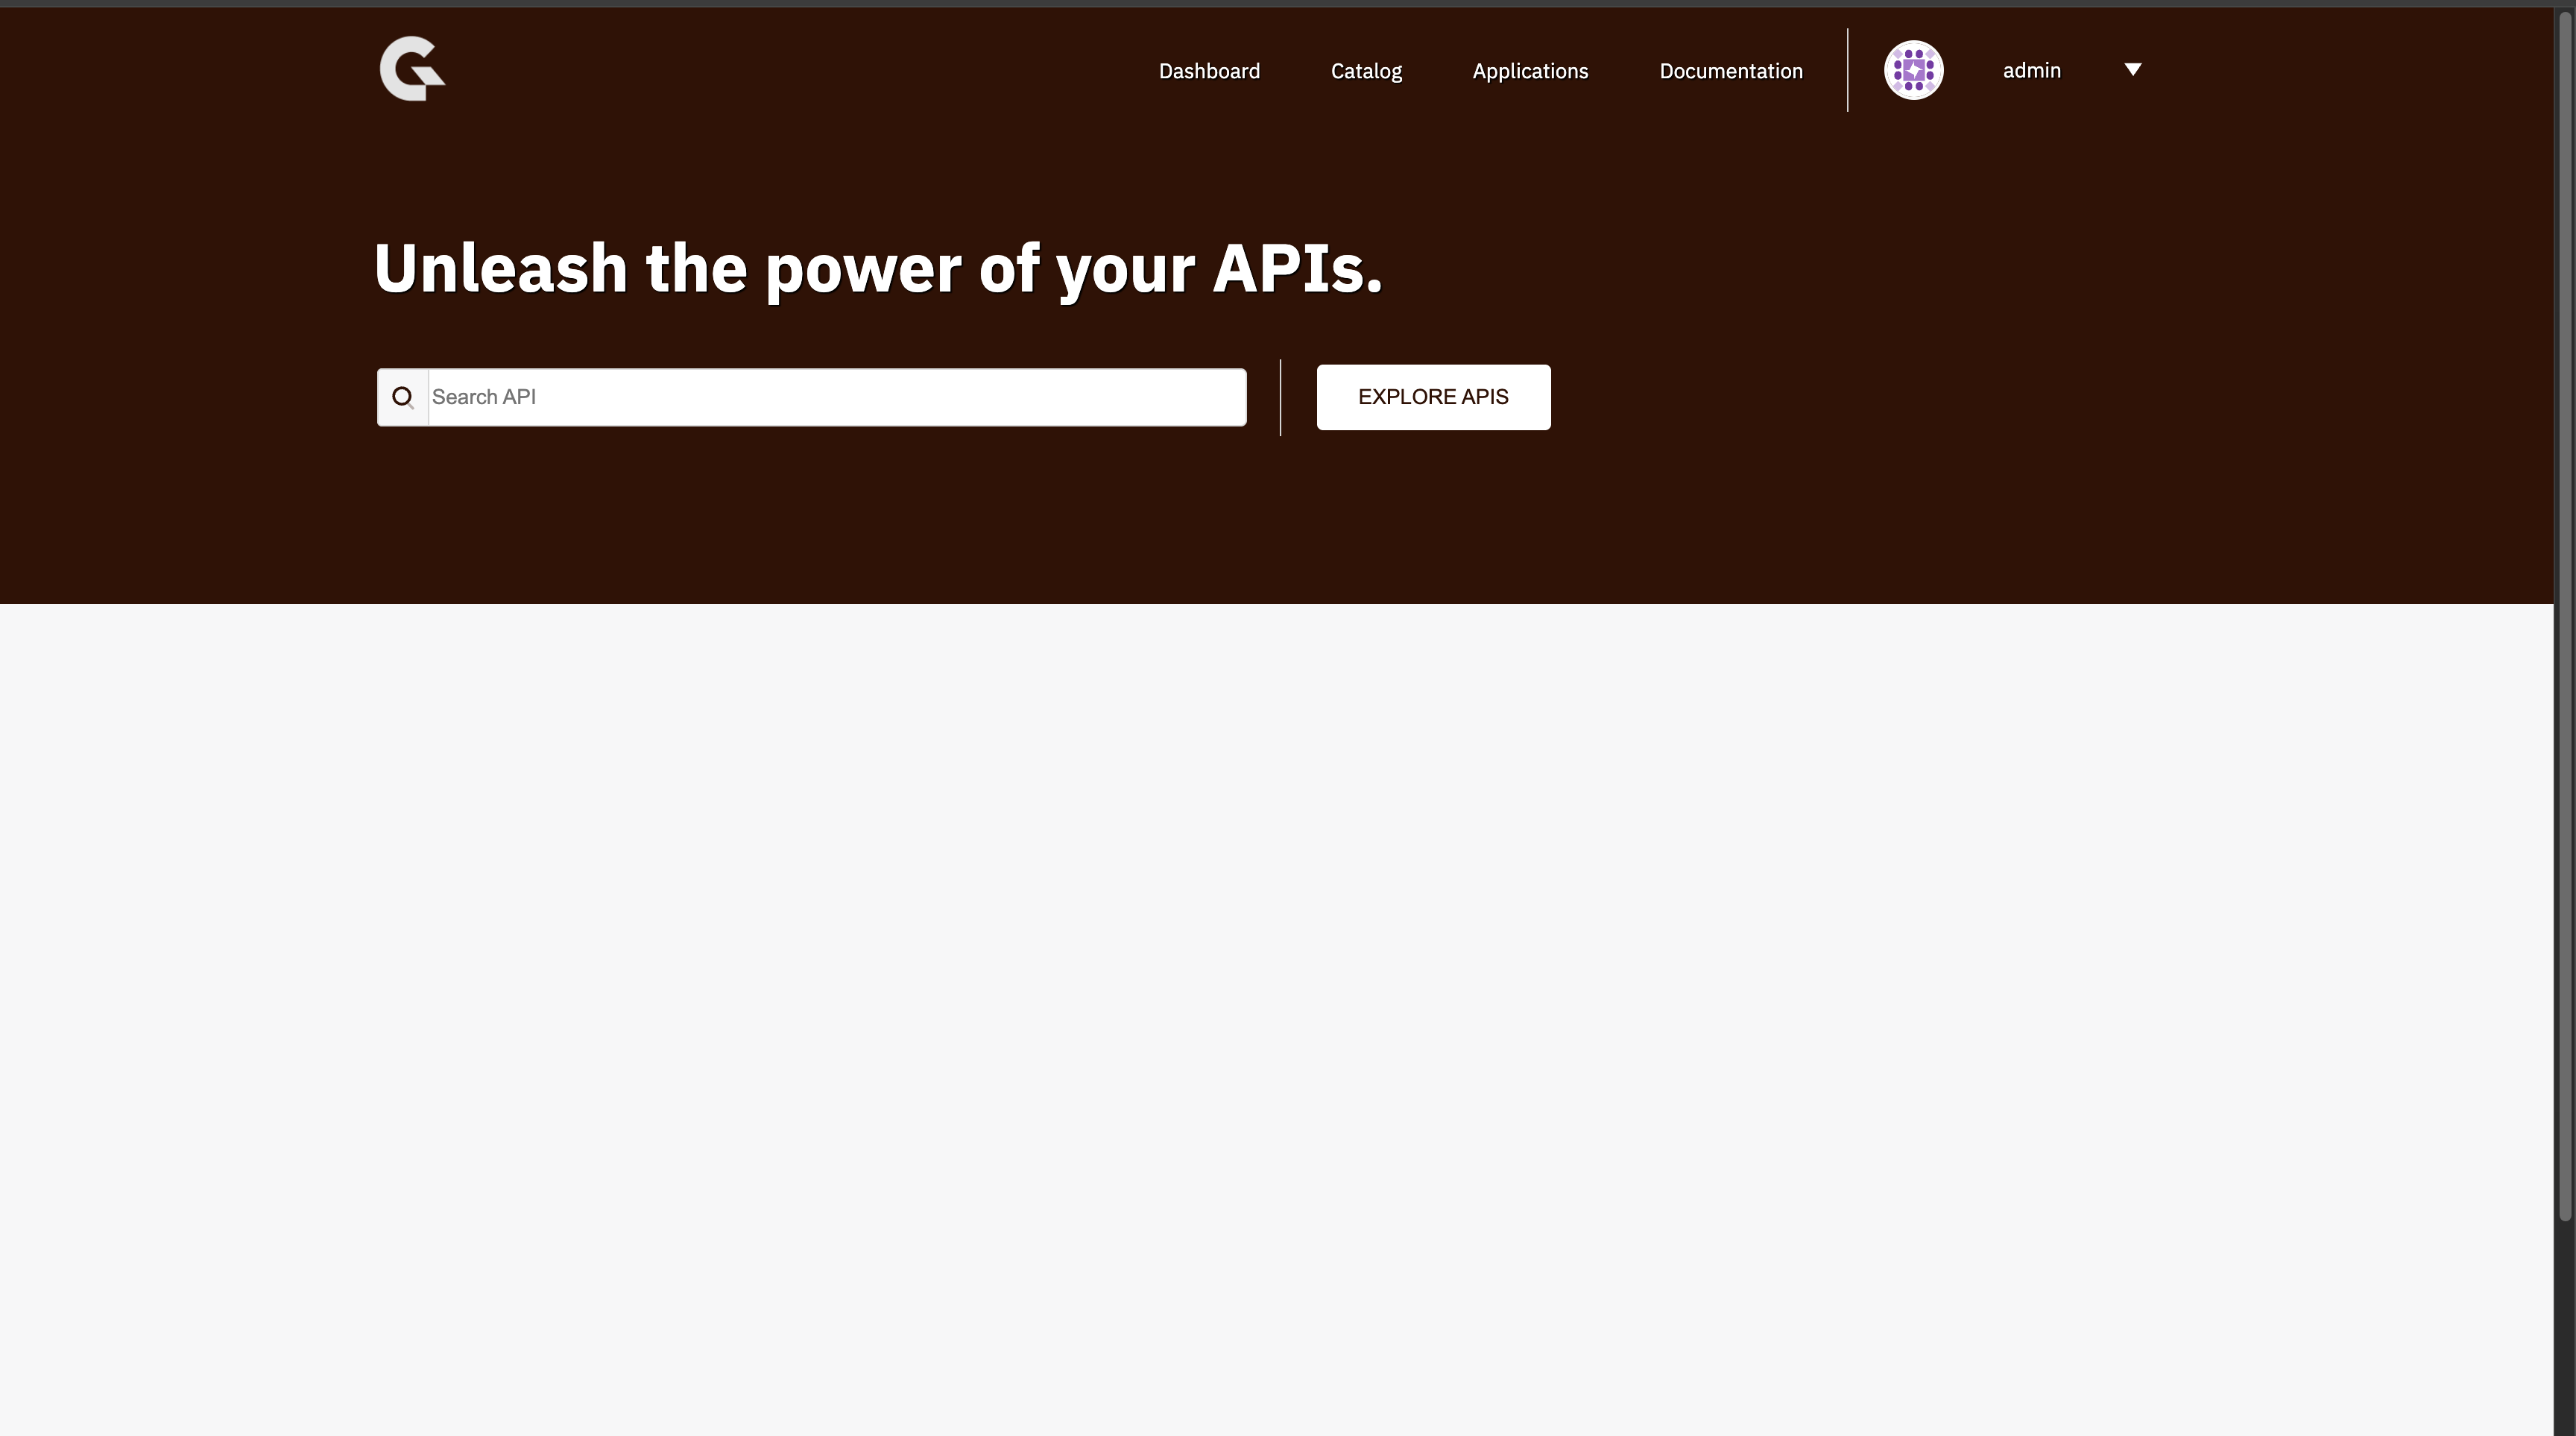 Dashboard Catalog Applications Documentation admin
Unleash the power of your APIs.
Search API EXPLORE APIS